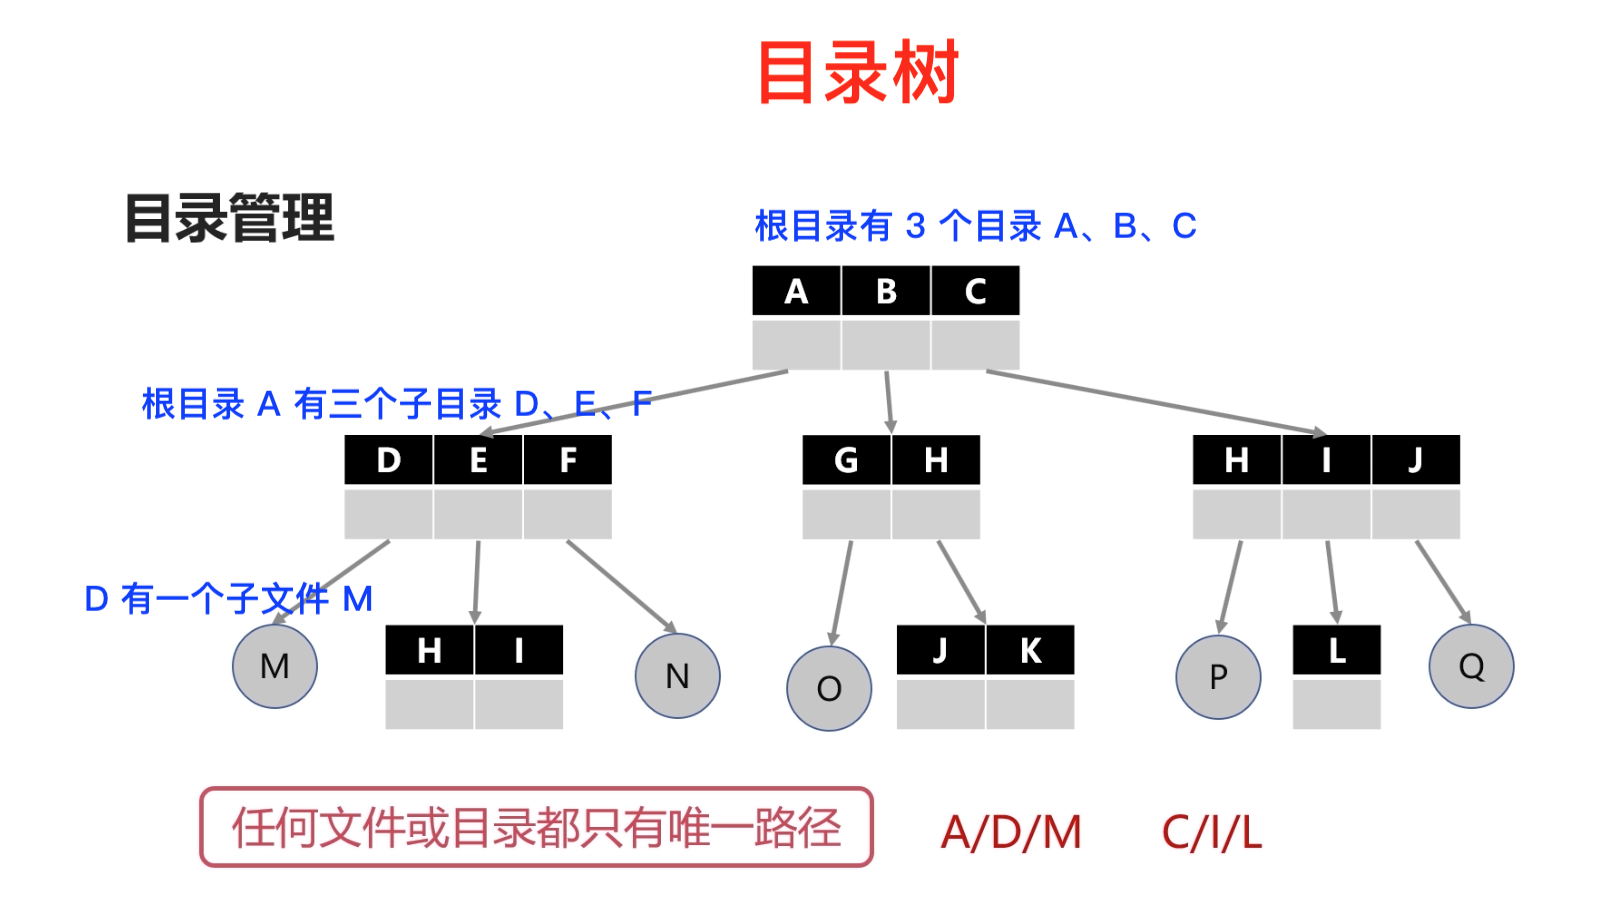 目录树
目录管理
根目录有 3 个目录 A、B、C
A B C
根目录 A 有三个子目录 D、E、F
D E F
G H
H I J
D 有一个子文件 M
M
H I
N
O
J K
P
L
Q
任何文件或目录都只有唯一路径
A/D/M
C/I/L